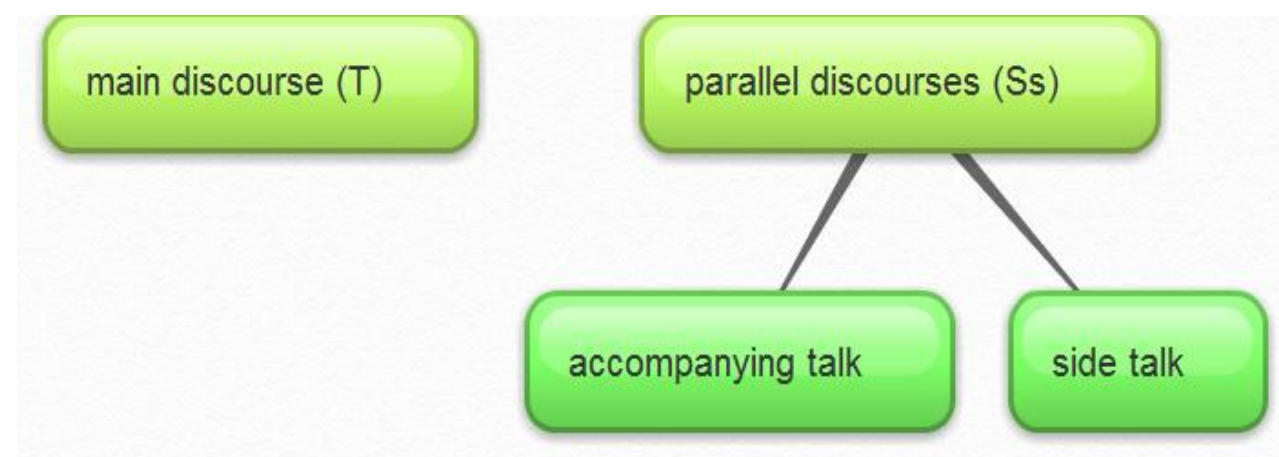 main discourse (T)
parallel discourses (Ss)
accompanying talk
side talk